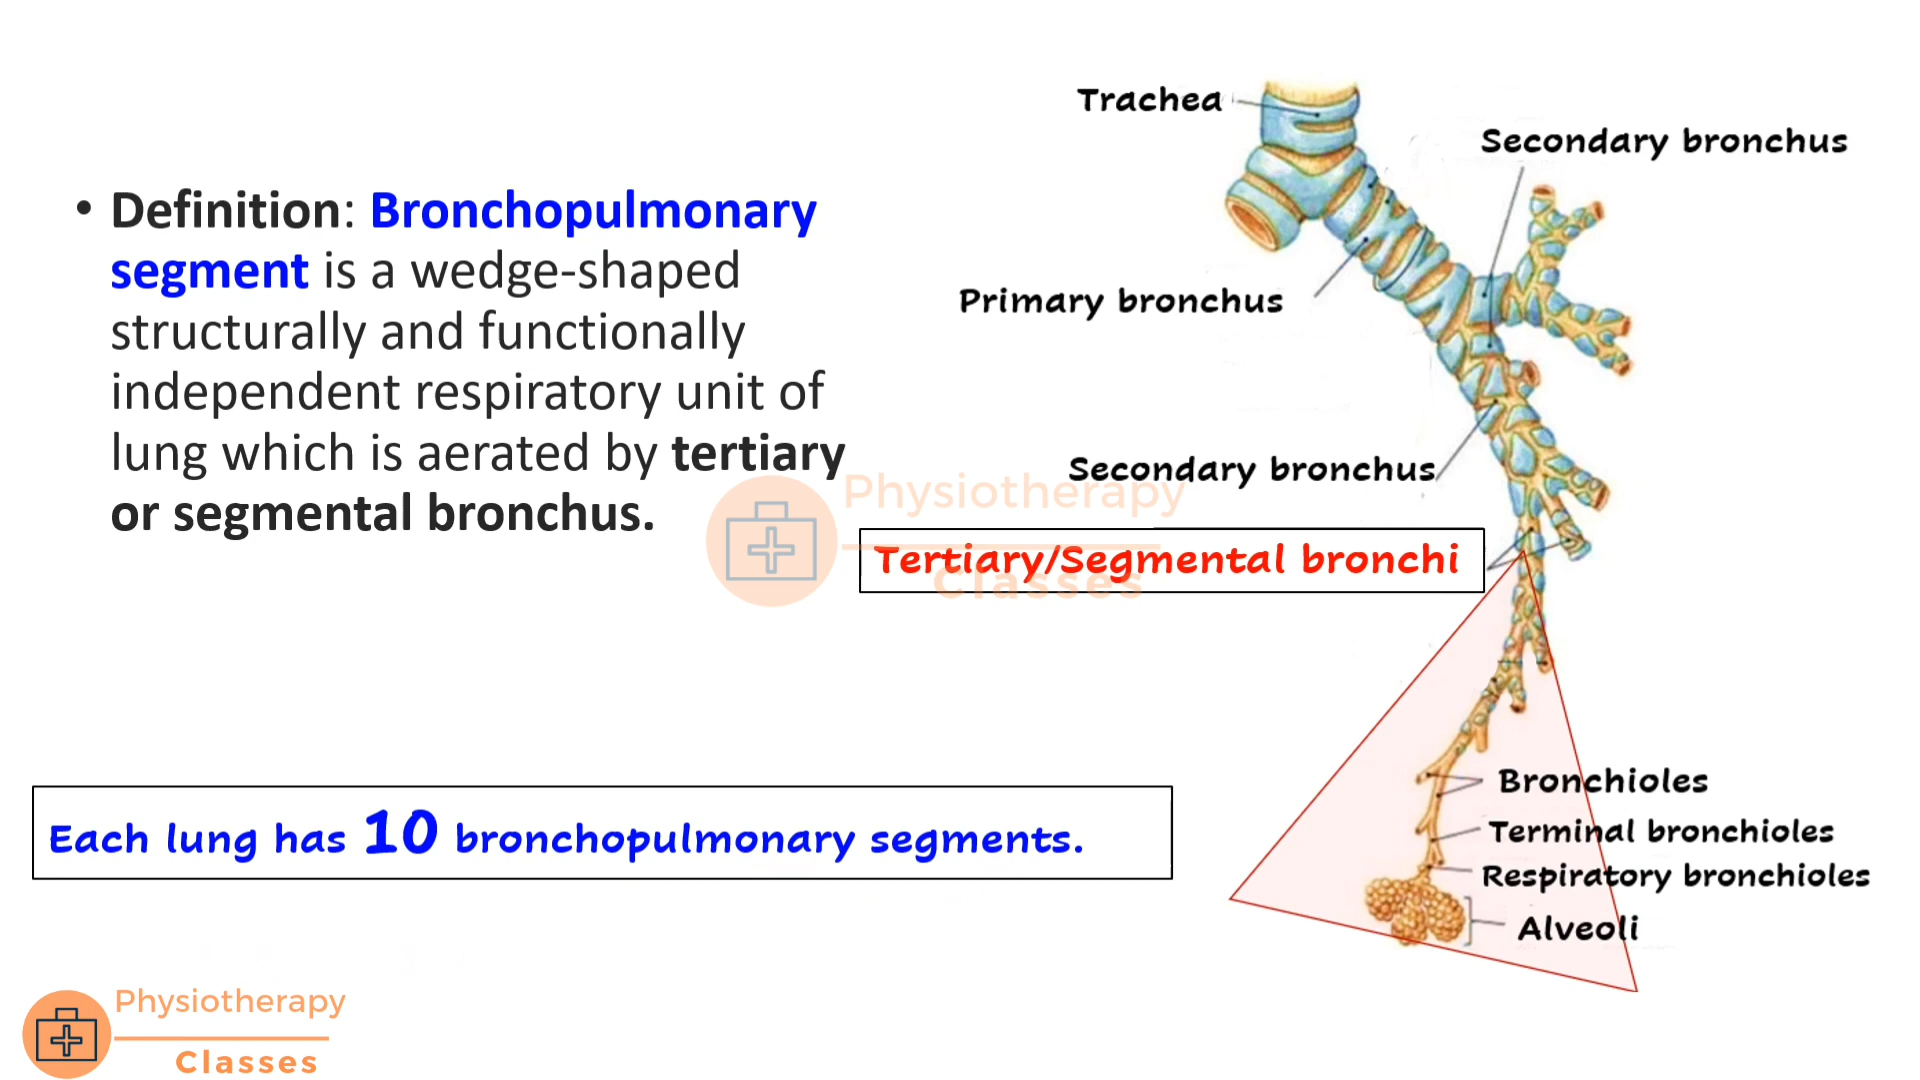 • Definition: Bronchopulmonary
segment is a wedge-shaped
structurally and functionally
independent respiratory unit of
lung which is aerated by tertiary
or segmental bronchus.
Trachea
Secondary bronchus
Primary bronchus
Secondary bronchus
Physiotherapy
Classes
Tertiary/Segmental bronchi
Each lung has 10 bronchopulmonary segments.
Bronchioles
Terminal bronchioles
Respiratory bronchioles
Alveoli
Physiotherapy
Classes